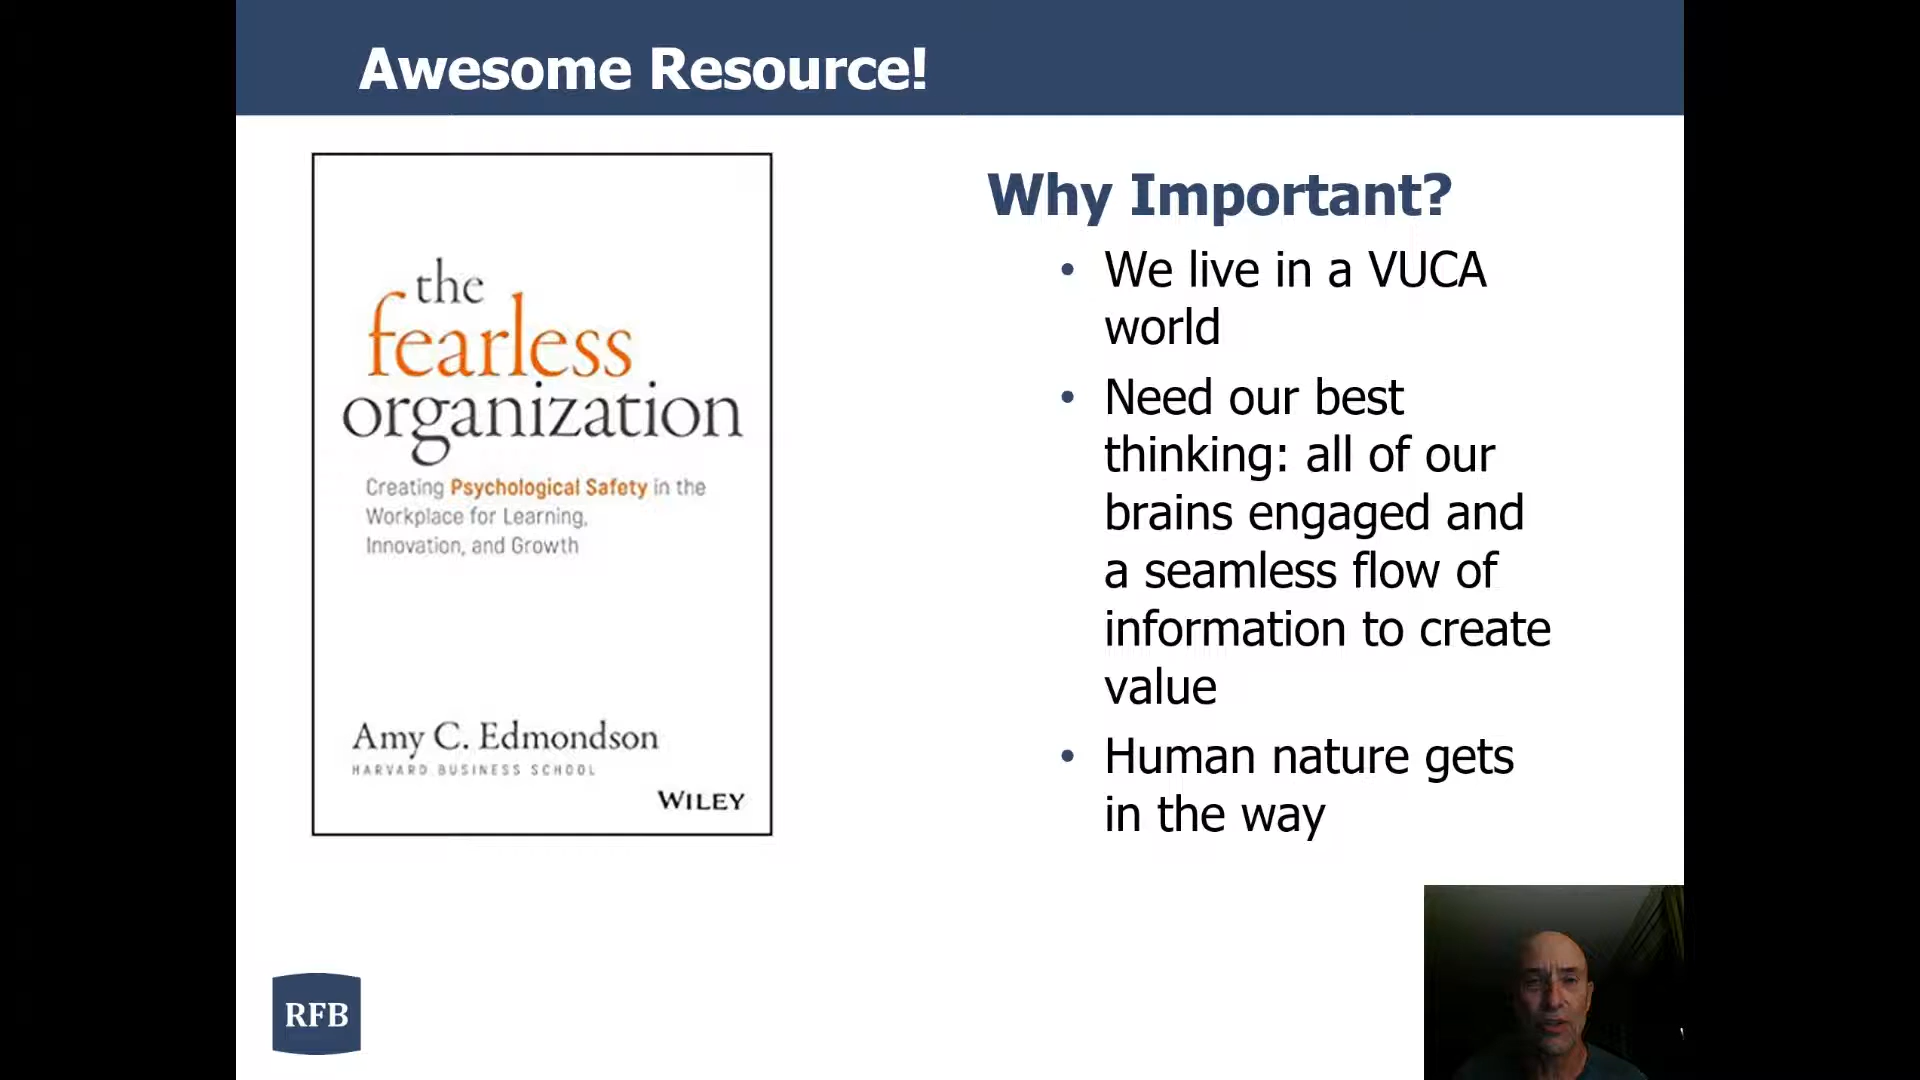 Awesome Resource!
the
fearless
organization
Creating Psychological Safety in the
Workplace for Learning,
Innovation, and Growth
Amy C. Edmondson
HARVARD BUSINESS SCHOOL
WILEY
Why Important?
• We live in a VUCA
world
• Need our best
thinking: all of our
brains engaged and
a seamless flow of
information to create
value
• Human nature gets
in the way
RFB